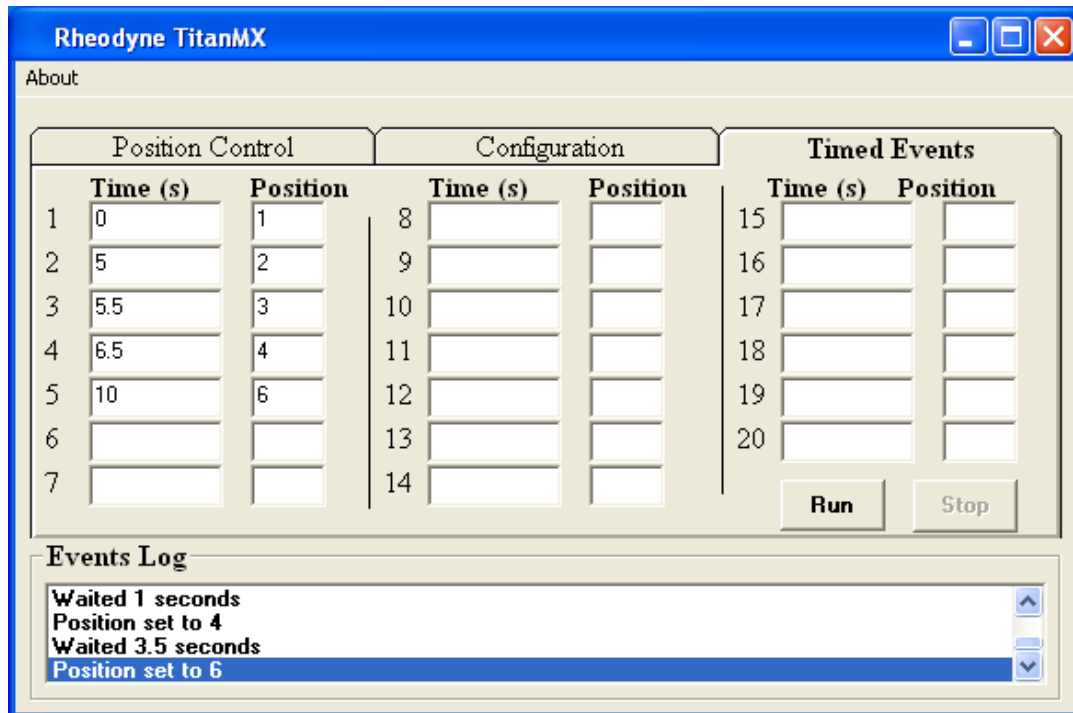 Rheodyne TitanMX
About
Position Control Configuration Timed Events
Time (s) Position Time (s) Position Time (s) Position
1 0 1 8 15
2 5 2 9 16
3 5.5 3 10 17
4 6.5 4 11 18
5 10 6 12 19
6 13 20
7 14
Run Stop
Events Log
Waited 1 seconds
Position set to 4
Waited 3.5 seconds
Position set to 6